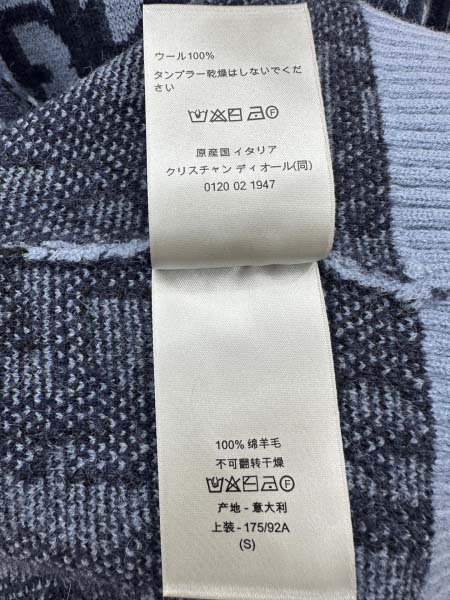 ウール100%
タンブラー乾燥はしないでくだ
さい
原産国 イタリア
クリスチャン ディオール(同)
0120 02 1947
100% 绵羊毛
不可翻转干燥
产地 - 意大利
上装 - 175/92A
(S)